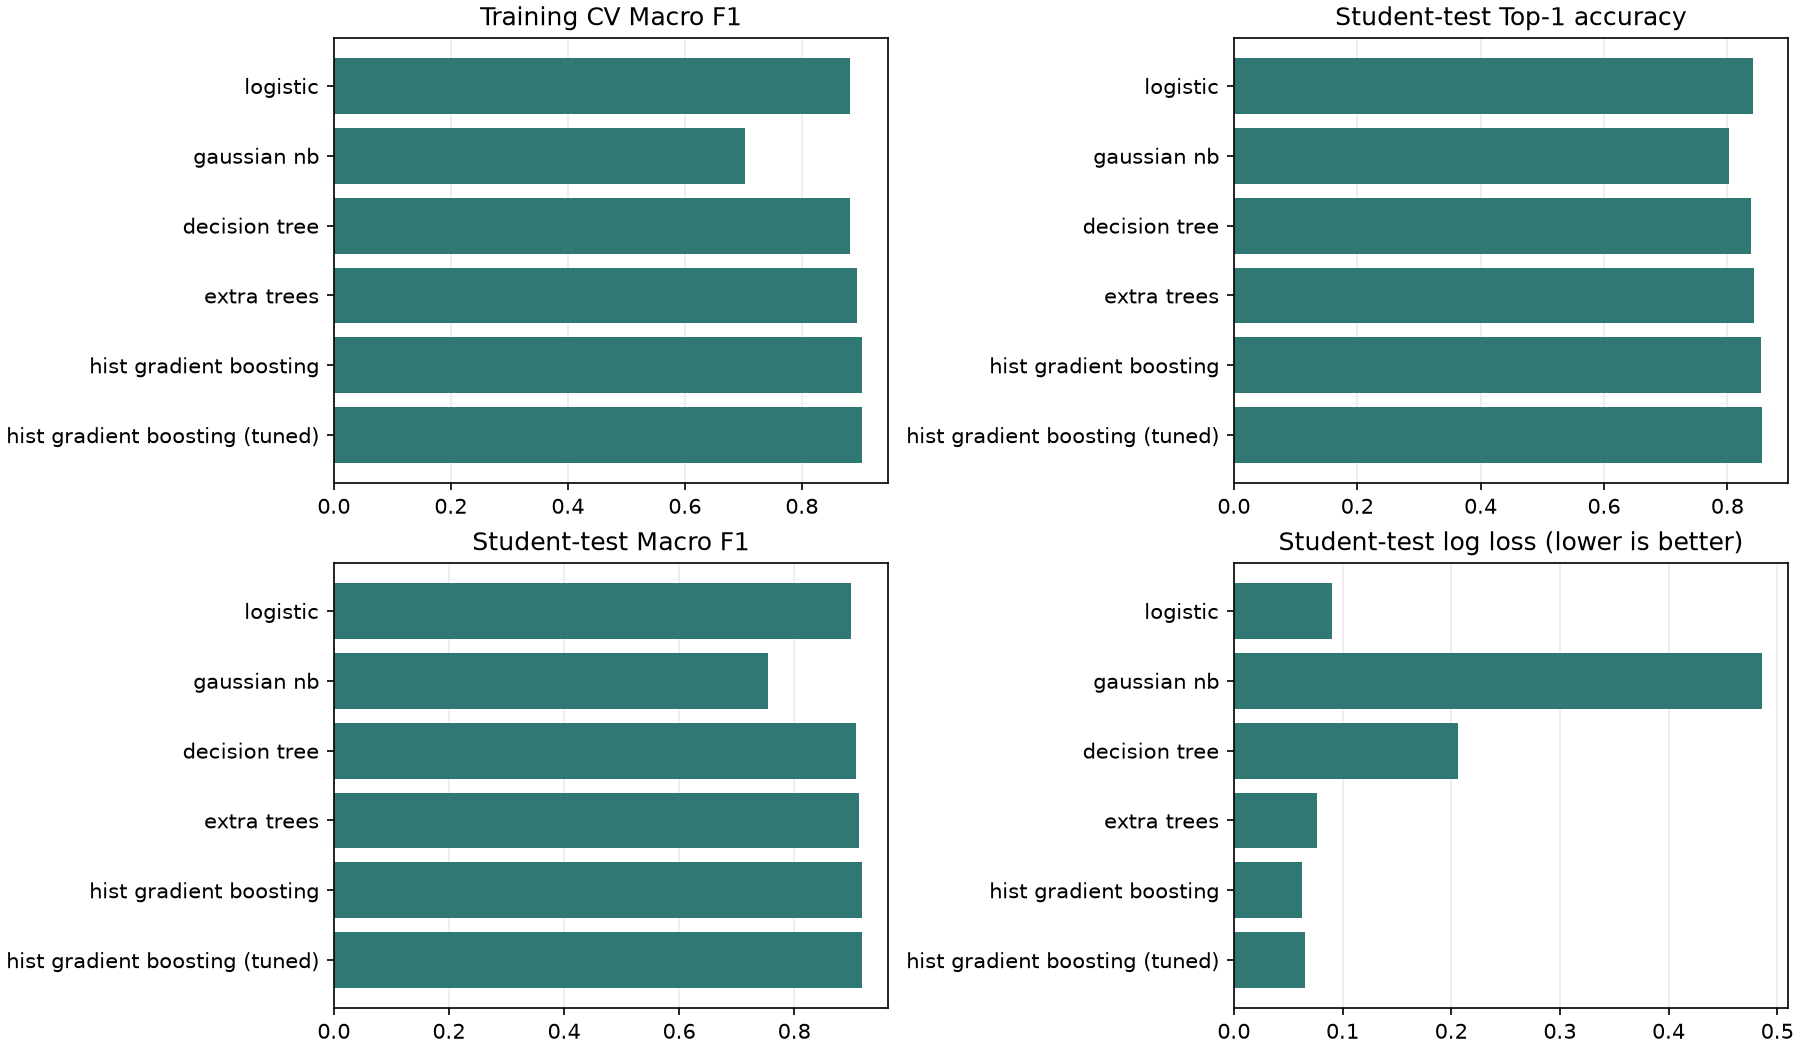 Training CV Macro F1
logistic
gaussian nb
decision tree
extra trees
hist gradient boosting
hist gradient boosting (tuned)
0.0 0.2 0.4 0.6 0.8
Student-test Top-1 accuracy
logistic
gaussian nb
decision tree
extra trees
hist gradient boosting
hist gradient boosting (tuned)
0.0 0.2 0.4 0.6 0.8
Student-test Macro F1
logistic
gaussian nb
decision tree
extra trees
hist gradient boosting
hist gradient boosting (tuned)
0.0 0.2 0.4 0.6 0.8
Student-test log loss (lower is better)
logistic
gaussian nb
decision tree
extra trees
hist gradient boosting
hist gradient boosting (tuned)
0.0 0.1 0.2 0.3 0.4 0.5